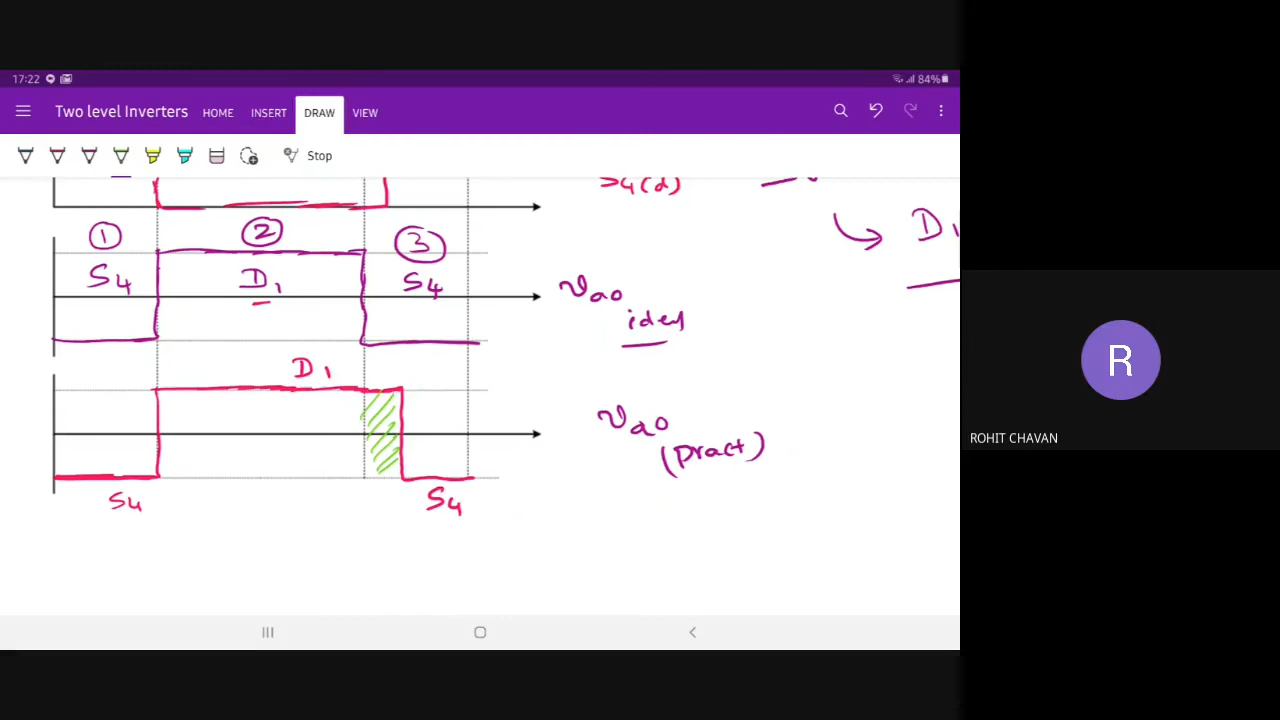 17:22
84%
Two level Inverters HOME INSERT DRAW VIEW
Stop
S4(d)
D1
1 2 3
S4 D1 S4
Vao
ideal
D1
Vao
(Pract)
S4 S4
R
ROHIT CHAVAN